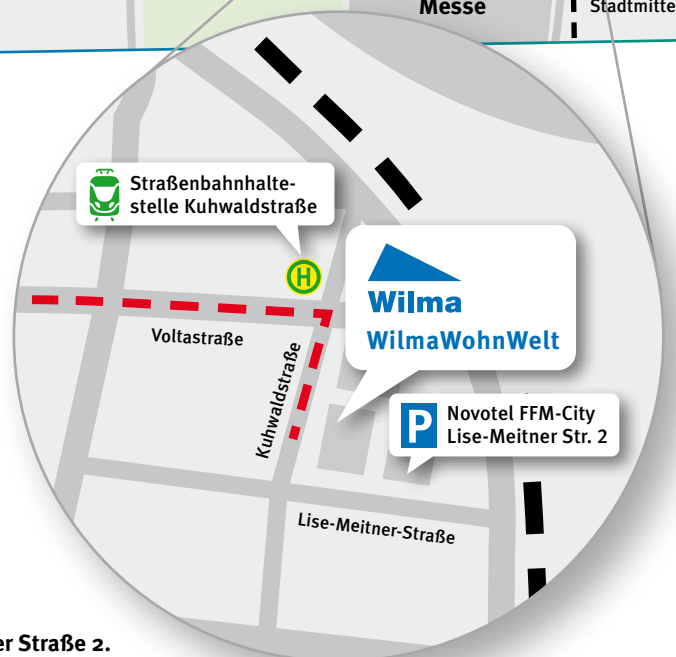 Messe
Stadtmitte
Straßenbahnhalte-
stelle Kuhwaldstraße
H
Wilma
WilmaWohnWelt
Voltastraße
Kuhwaldstraße
P
Novotel FFM-City
Lise-Meitner Str. 2
Lise-Meitner-Straße
er Straße 2.